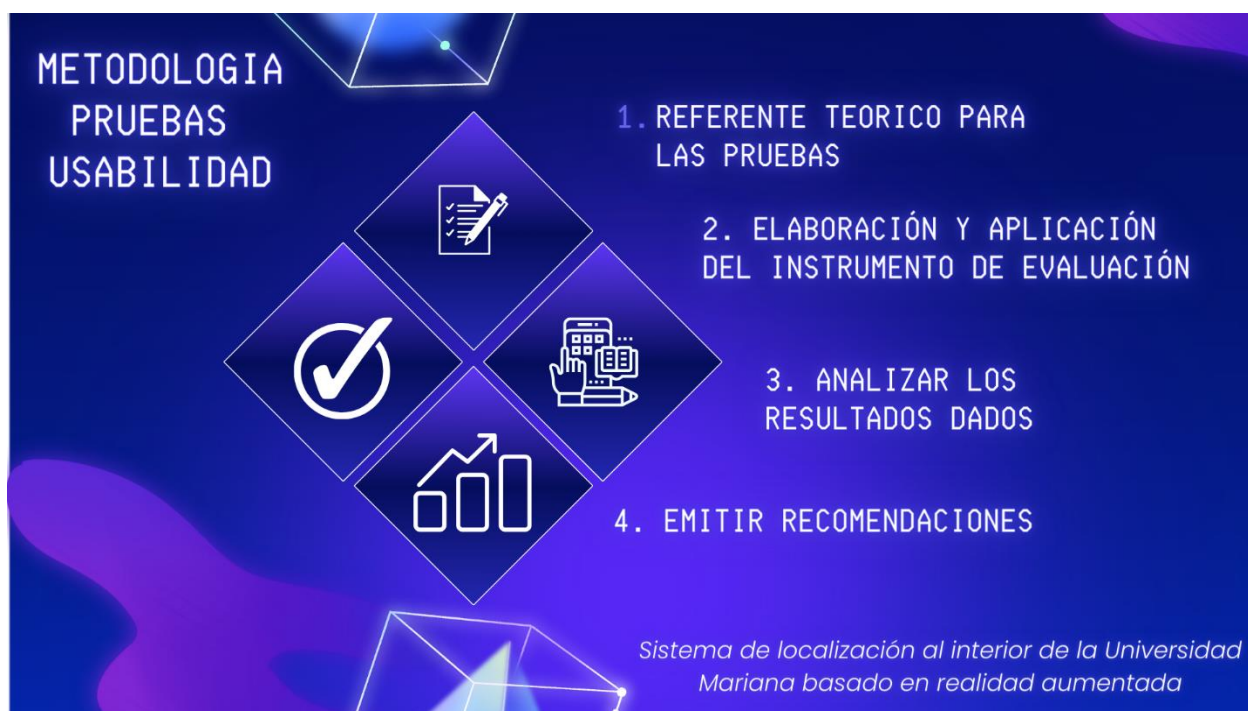 METODOLOGIA
PRUEBAS
USABILIDAD
1. REFERENTE TEORICO PARA
LAS PRUEBAS
2. ELABORACIÓN Y APLICACIÓN
DEL INSTRUMENTO DE EVALUACIÓN
3. ANALIZAR LOS
RESULTADOS DADOS
4. EMITIR RECOMENDACIONES
Sistema de localización al interior de la Universidad
Mariana basado en realidad aumentada